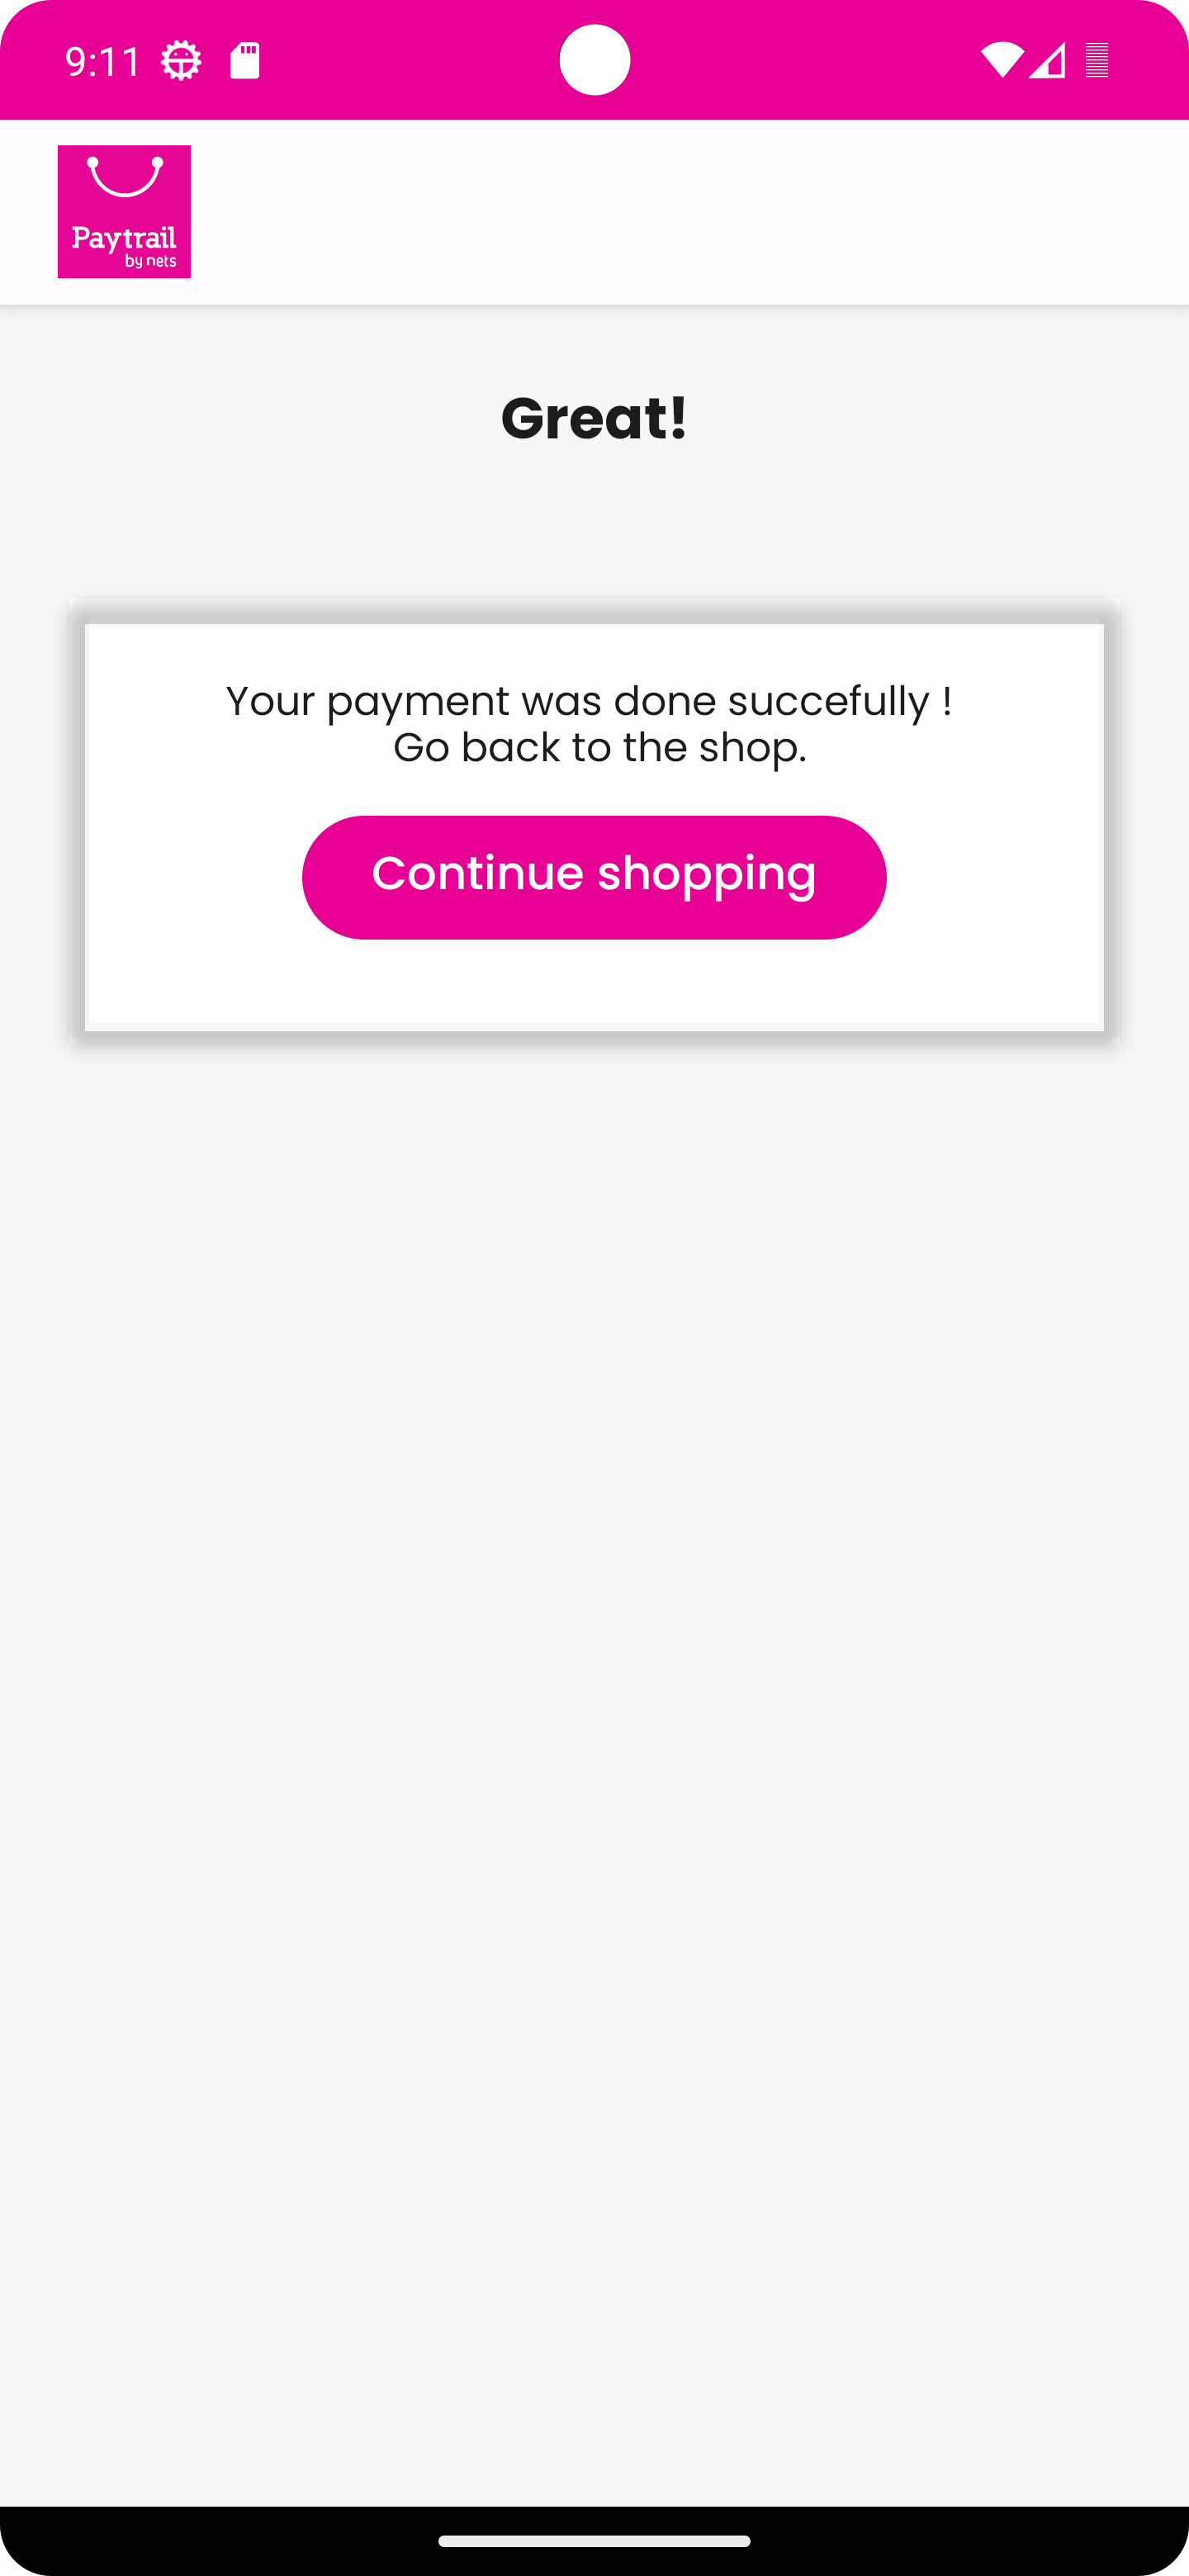 9:11
Paytrail
by nets
Great!
Your payment was done succefully !
Go back to the shop.
Continue shopping